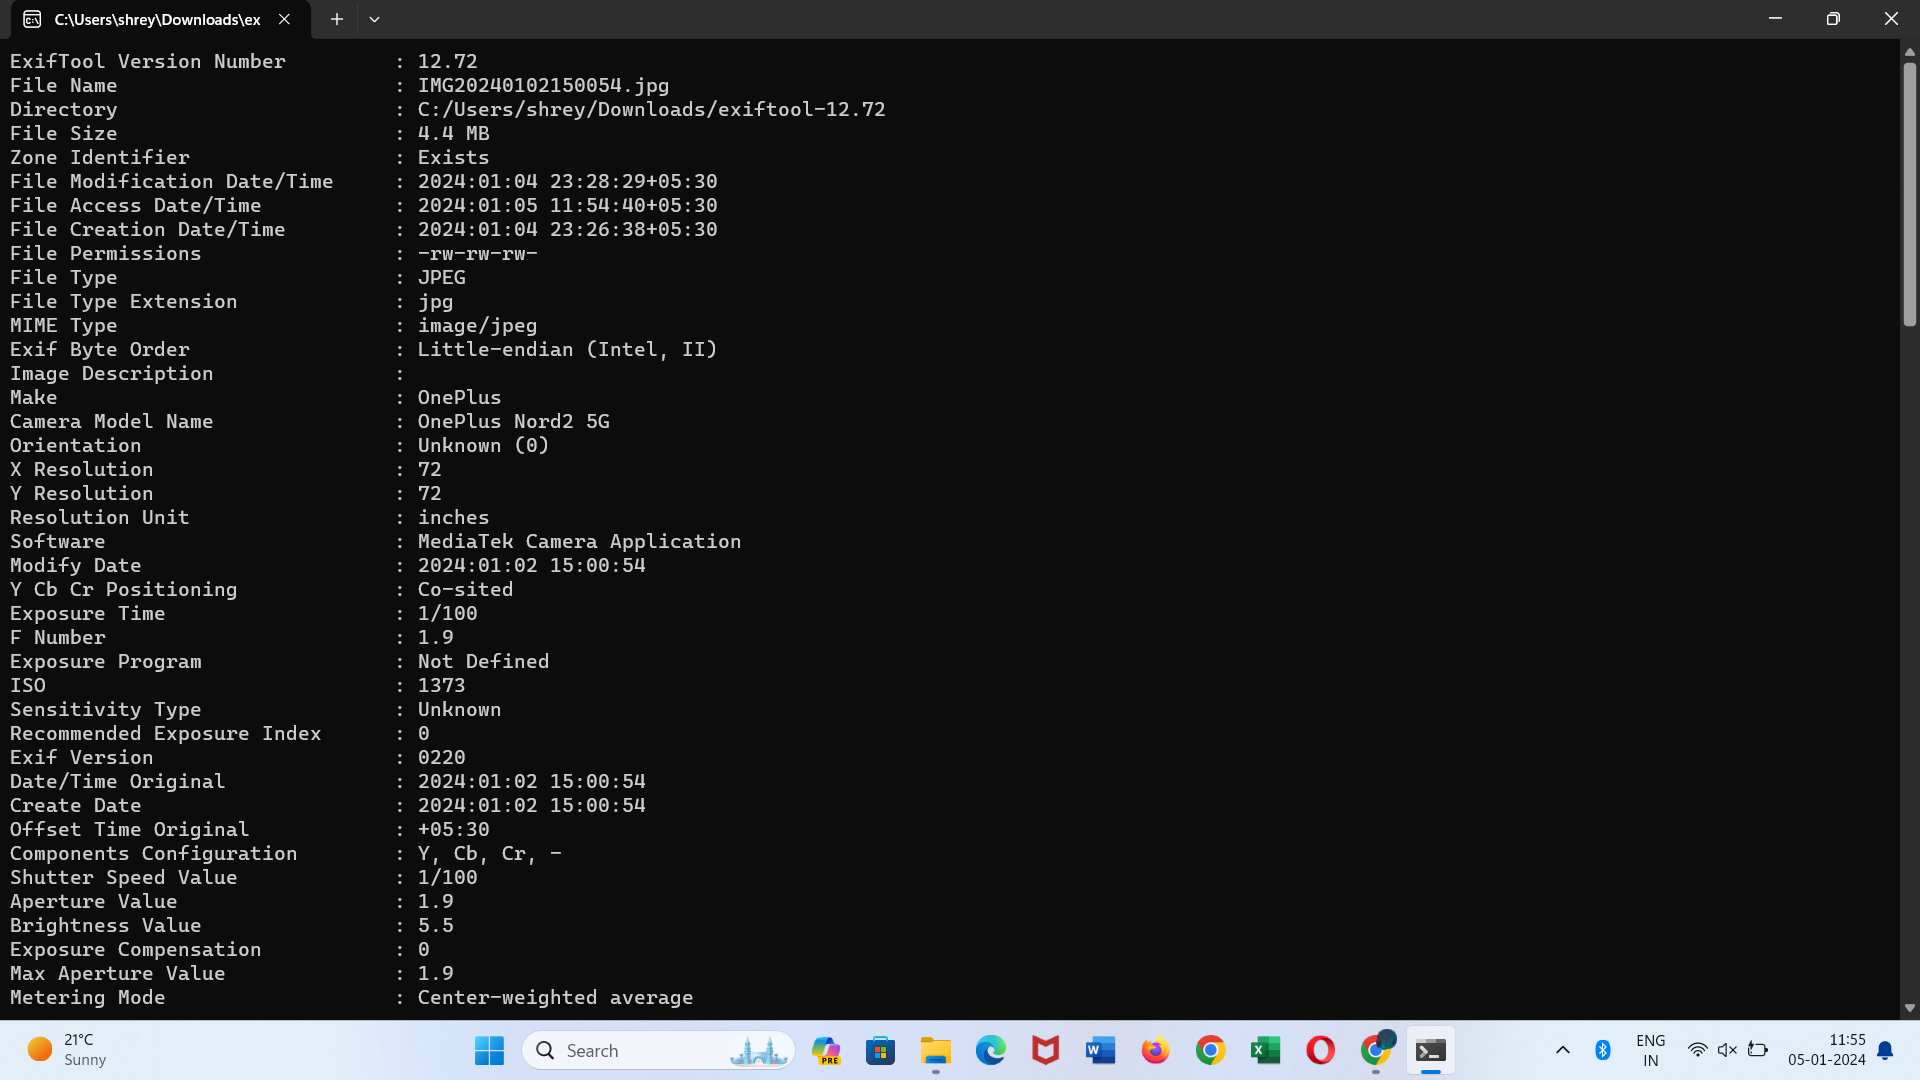 C:\Users\shrey\Downloads\ex
ExifTool Version Number : 12.72
File Name : IMG20240102150054.jpg
Directory : C:/Users/shrey/Downloads/exiftool-12.72
File Size : 4.4 MB
Zone Identifier : Exists
File Modification Date/Time : 2024:01:04 23:28:29+05:30
File Access Date/Time : 2024:01:05 11:54:40+05:30
File Creation Date/Time : 2024:01:04 23:26:38+05:30
File Permissions : -rw-rw-rw-
File Type : JPEG
File Type Extension : jpg
MIME Type : image/jpeg
Exif Byte Order : Little-endian (Intel, II)
Image Description :
Make : OnePlus
Camera Model Name : OnePlus Nord2 5G
Orientation : Unknown (0)
X Resolution : 72
Y Resolution : 72
Resolution Unit : inches
Software : MediaTek Camera Application
Modify Date : 2024:01:02 15:00:54
Y Cb Cr Positioning : Co-sited
Exposure Time : 1/100
F Number : 1.9
Exposure Program : Not Defined
ISO : 1373
Sensitivity Type : Unknown
Recommended Exposure Index : 0
Exif Version : 0220
Date/Time Original : 2024:01:02 15:00:54
Create Date : 2024:01:02 15:00:54
Offset Time Original : +05:30
Components Configuration : Y, Cb, Cr, -
Shutter Speed Value : 1/100
Aperture Value : 1.9
Brightness Value : 5.5
Exposure Compensation : 0
Max Aperture Value : 1.9
Metering Mode : Center-weighted average
21°C
Sunny
Search
PRE
ENG
IN
11:55
05-01-2024